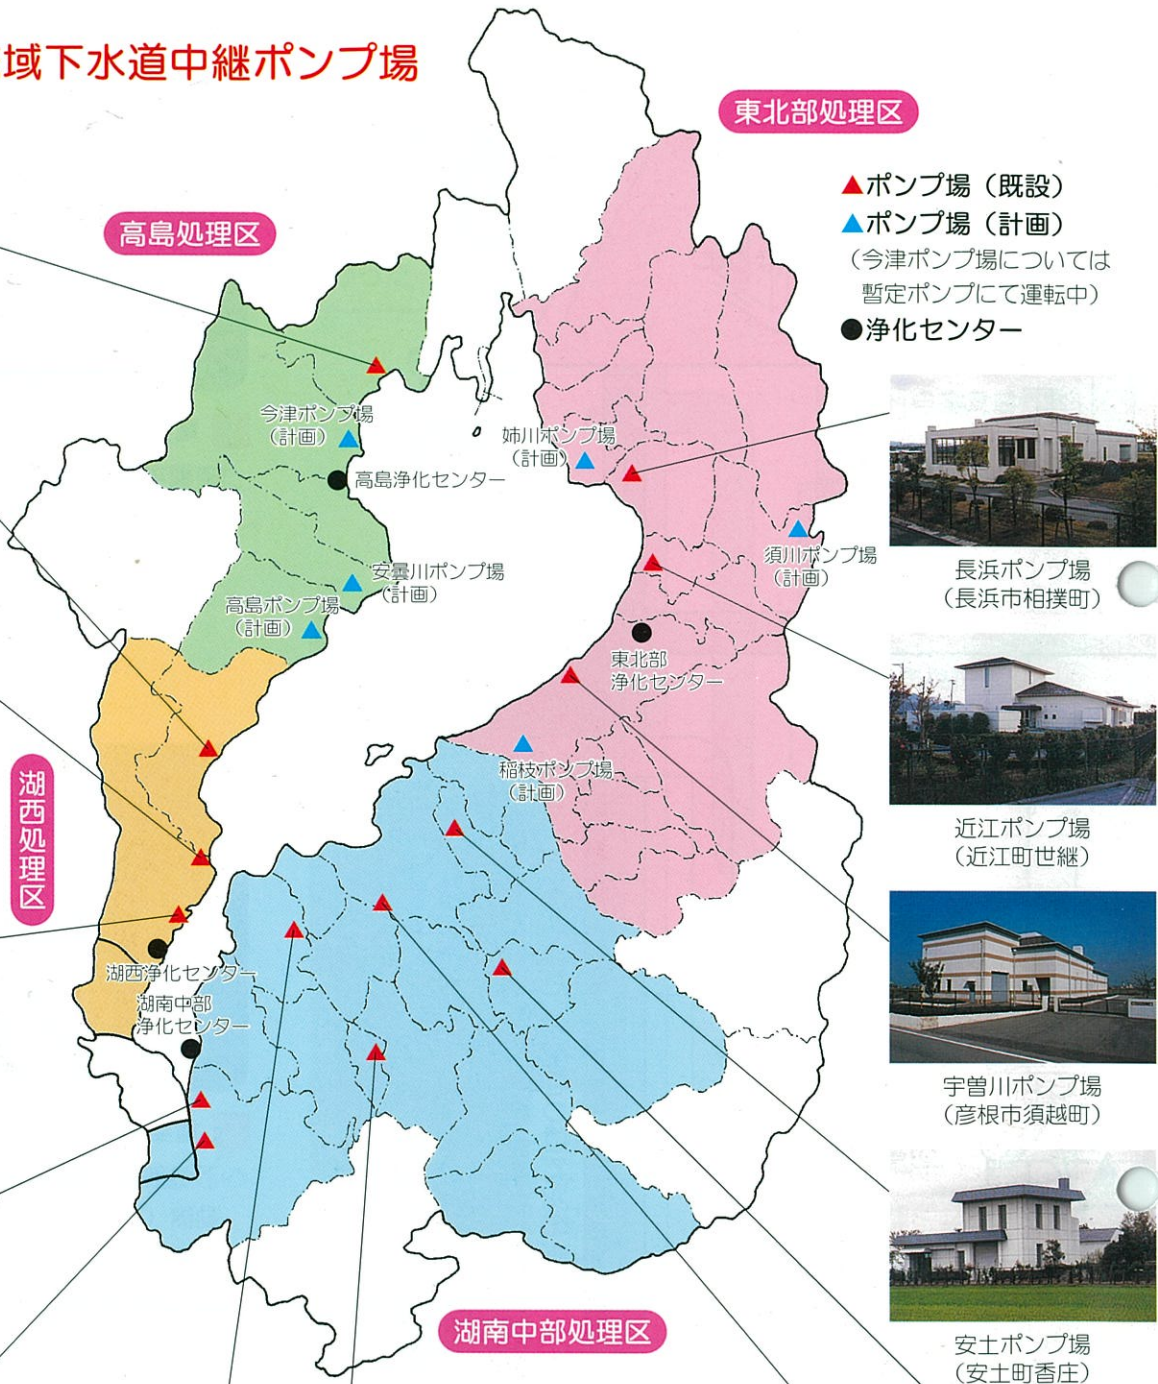 域下水道中継ポンプ場
東北部処理区
▲ポンプ場（既設）
▲ポンプ場（計画）
（今津ポンプ場については
暫定ポンプにて運転中）
●浄化センター
高島処理区
今津ポンプ場
（計画）
高島浄化センター
安曇川ポンプ場
（計画）
高島ポンプ場
（計画）
姉川ポンプ場
（計画）
須川ポンプ場
（計画）
東北部
浄化センター
稲枝ポンプ場
（計画）
湖西処理区
湖西浄化センター
湖南中部
浄化センター
湖南中部処理区
長浜ポンプ場
（長浜市相撲町）
近江ポンプ場
（近江町世継）
宇曽川ポンプ場
（彦根市須越町）
安土ポンプ場
（安土町香庄）